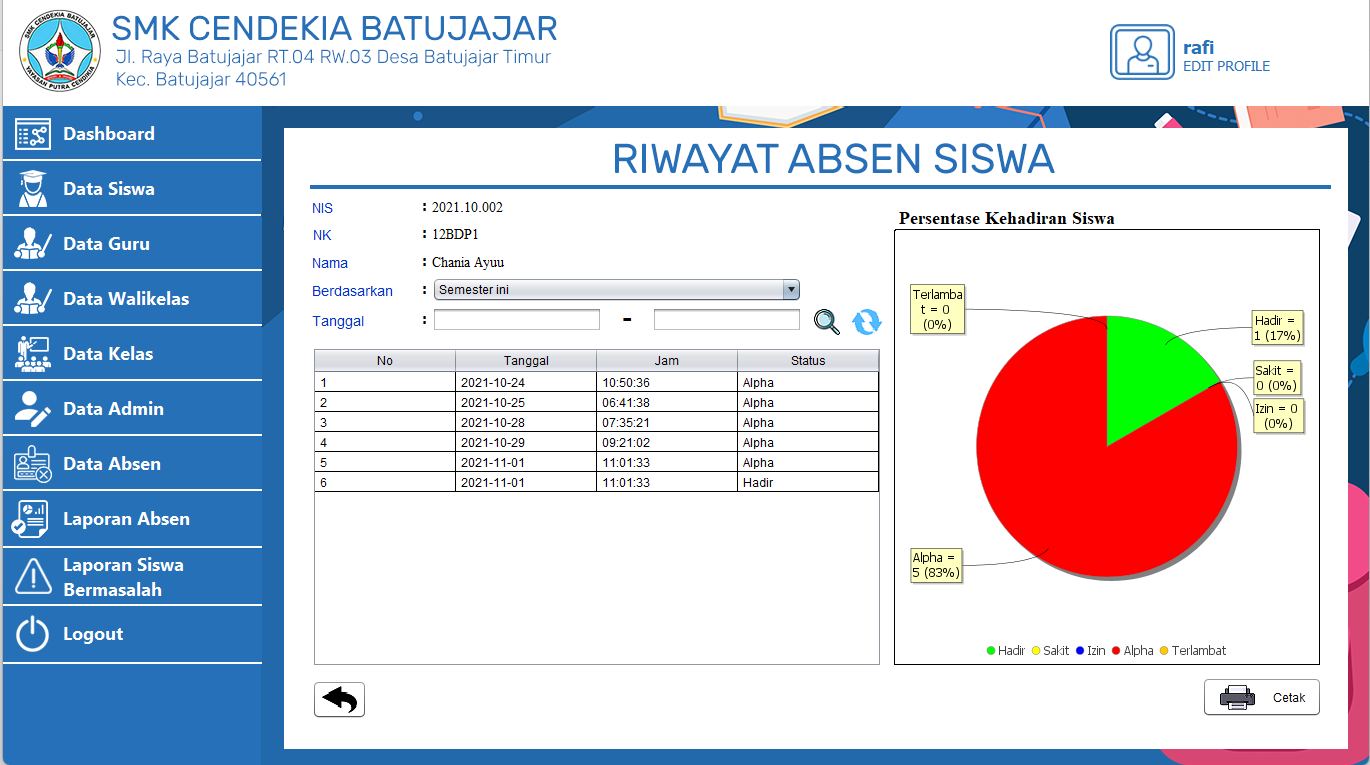 SMK CENDEKIA BATUJAJAR
YAYASAN PUTRA CENDIKIA
SMK CENDEKIA BATUJAJAR
Jl. Raya Batujajar RT.04 RW.03 Desa Batujajar Timur
Kec. Batujajar 40561
rafi
EDIT PROFILE
Dashboard
Data Siswa
Data Guru
Data Walikelas
Data Kelas
Data Admin
Data Absen
Laporan Absen
Laporan Siswa
Bermasalah
Logout
RIWAYAT ABSEN SISWA
NIS : 2021.10.002
NK : 12BDP1
Nama : Chania Ayuu
Berdasarkan : Semester ini
Tanggal : -
No Tanggal Jam Status
1 2021-10-24 10:50:36 Alpha
2 2021-10-25 06:41:38 Alpha
3 2021-10-28 07:35:21 Alpha
4 2021-10-29 09:21:02 Alpha
5 2021-11-01 11:01:33 Alpha
6 2021-11-01 11:01:33 Hadir
Persentase Kehadiran Siswa
Terlamba
t = 0
(0%)
Hadir =
1 (17%)
Sakit =
0 (0%)
Izin = 0
(0%)
Alpha =
5 (83%)
Hadir Sakit Izin Alpha Terlambat
Cetak